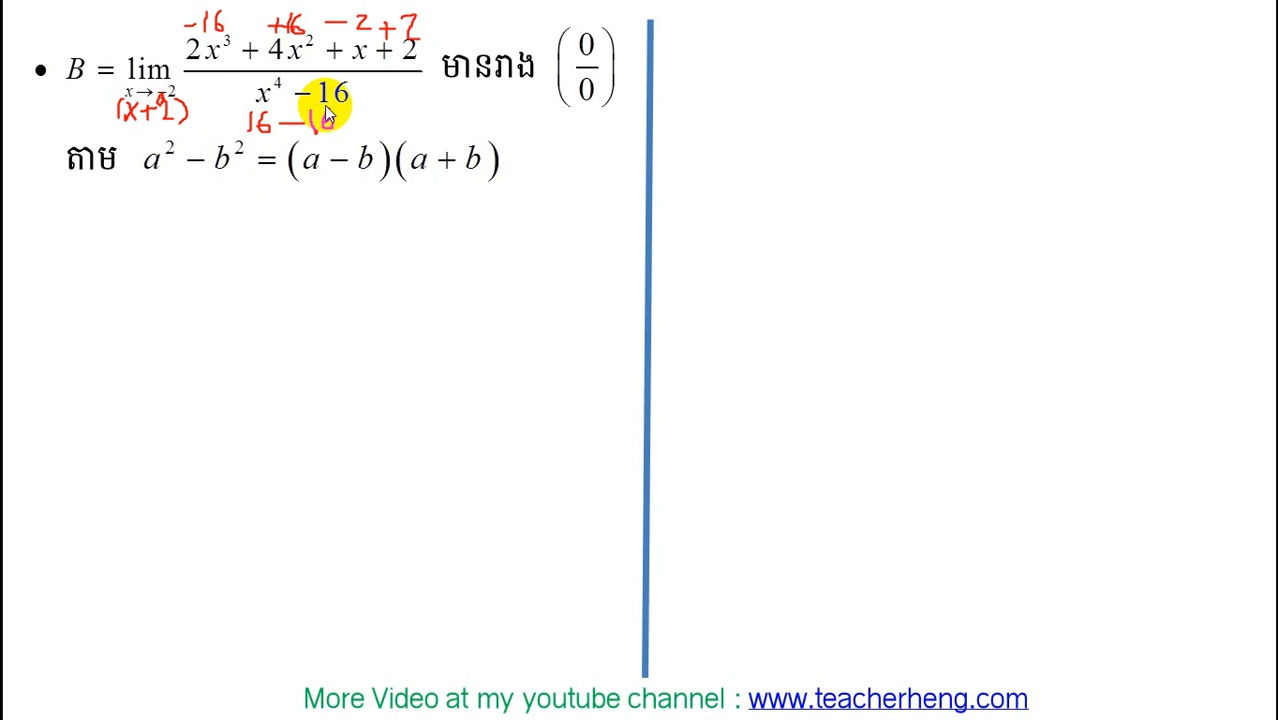 -16 +16 - 2 + 2
• B = lim x→-2 (2x³ + 4x² + x + 2)/(x⁴ - 16) មានរាង (0/0)
(x+2) 16 - 16
តាម a² - b² = (a - b)(a + b)
More Video at my youtube channel : www.teacherheng.com